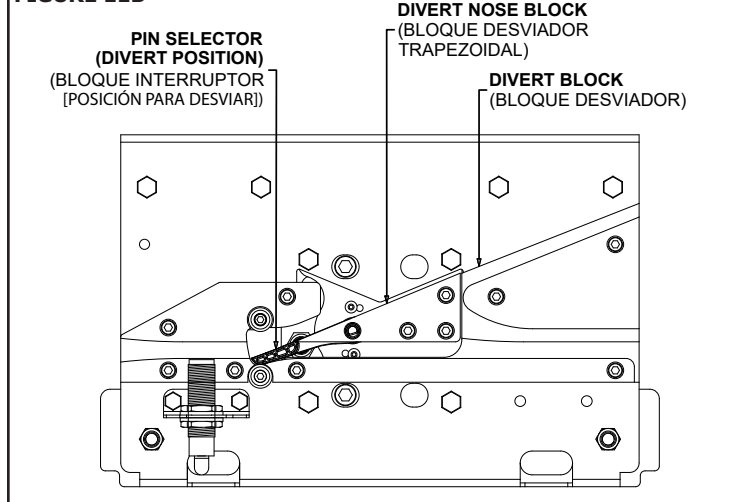 DIVERT NOSE BLOCK
(BLOQUE DESVIADOR
TRAPEZOIDAL)
PIN SELECTOR
(DIVERT POSITION)
(BLOQUE INTERRUPTOR
[POSICIÓN PARA DESVIAR])
DIVERT BLOCK
(BLOQUE DESVIADOR)